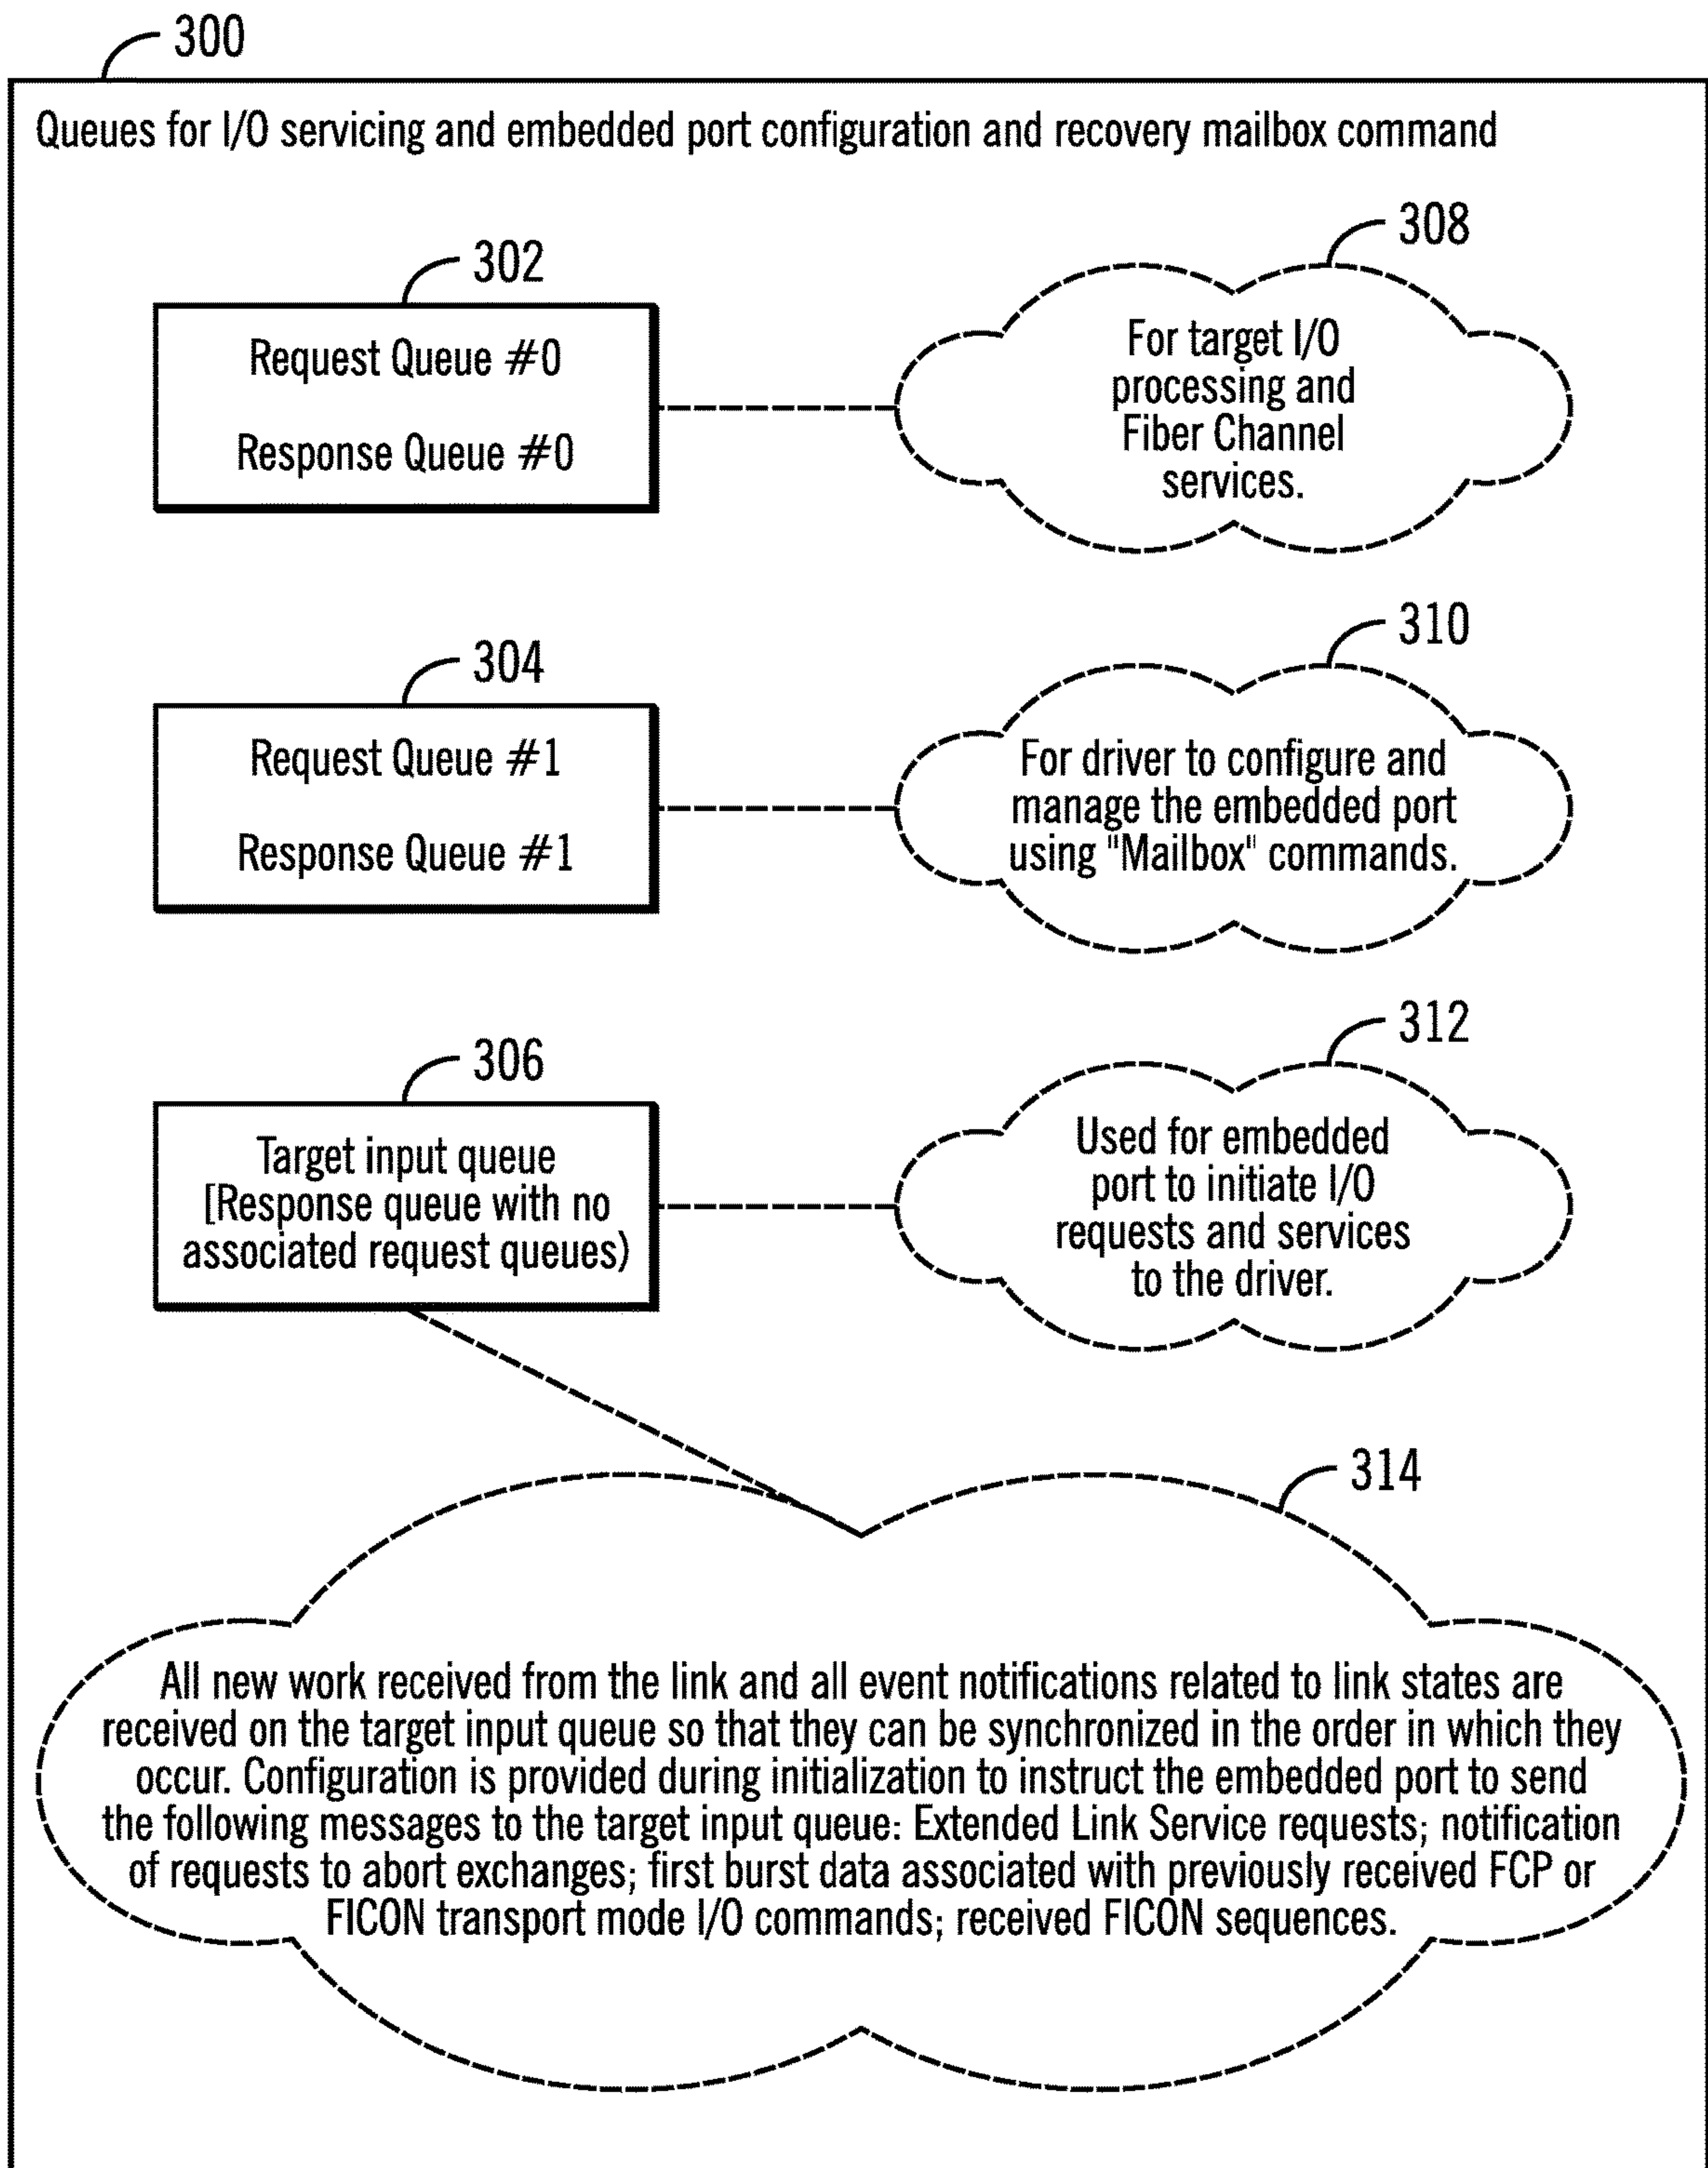 300
Queues for I/O servicing and embedded port configuration and recovery mailbox command
302
Request Queue #0
Response Queue #0
308
For target I/O
processing and
Fiber Channel
services.
304
Request Queue #1
Response Queue #1
310
For driver to configure and
manage the embedded port
using "Mailbox" commands.
306
Target input queue
[Response queue with no
associated request queues)
312
Used for embedded
port to initiate I/O
requests and services
to the driver.
314
All new work received from the link and all event notifications related to link states are
received on the target input queue so that they can be synchronized in the order in which they
occur. Configuration is provided during initialization to instruct the embedded port to send
the following messages to the target input queue: Extended Link Service requests; notification
of requests to abort exchanges; first burst data associated with previously received FCP or
FICON transport mode I/O commands; received FICON sequences.